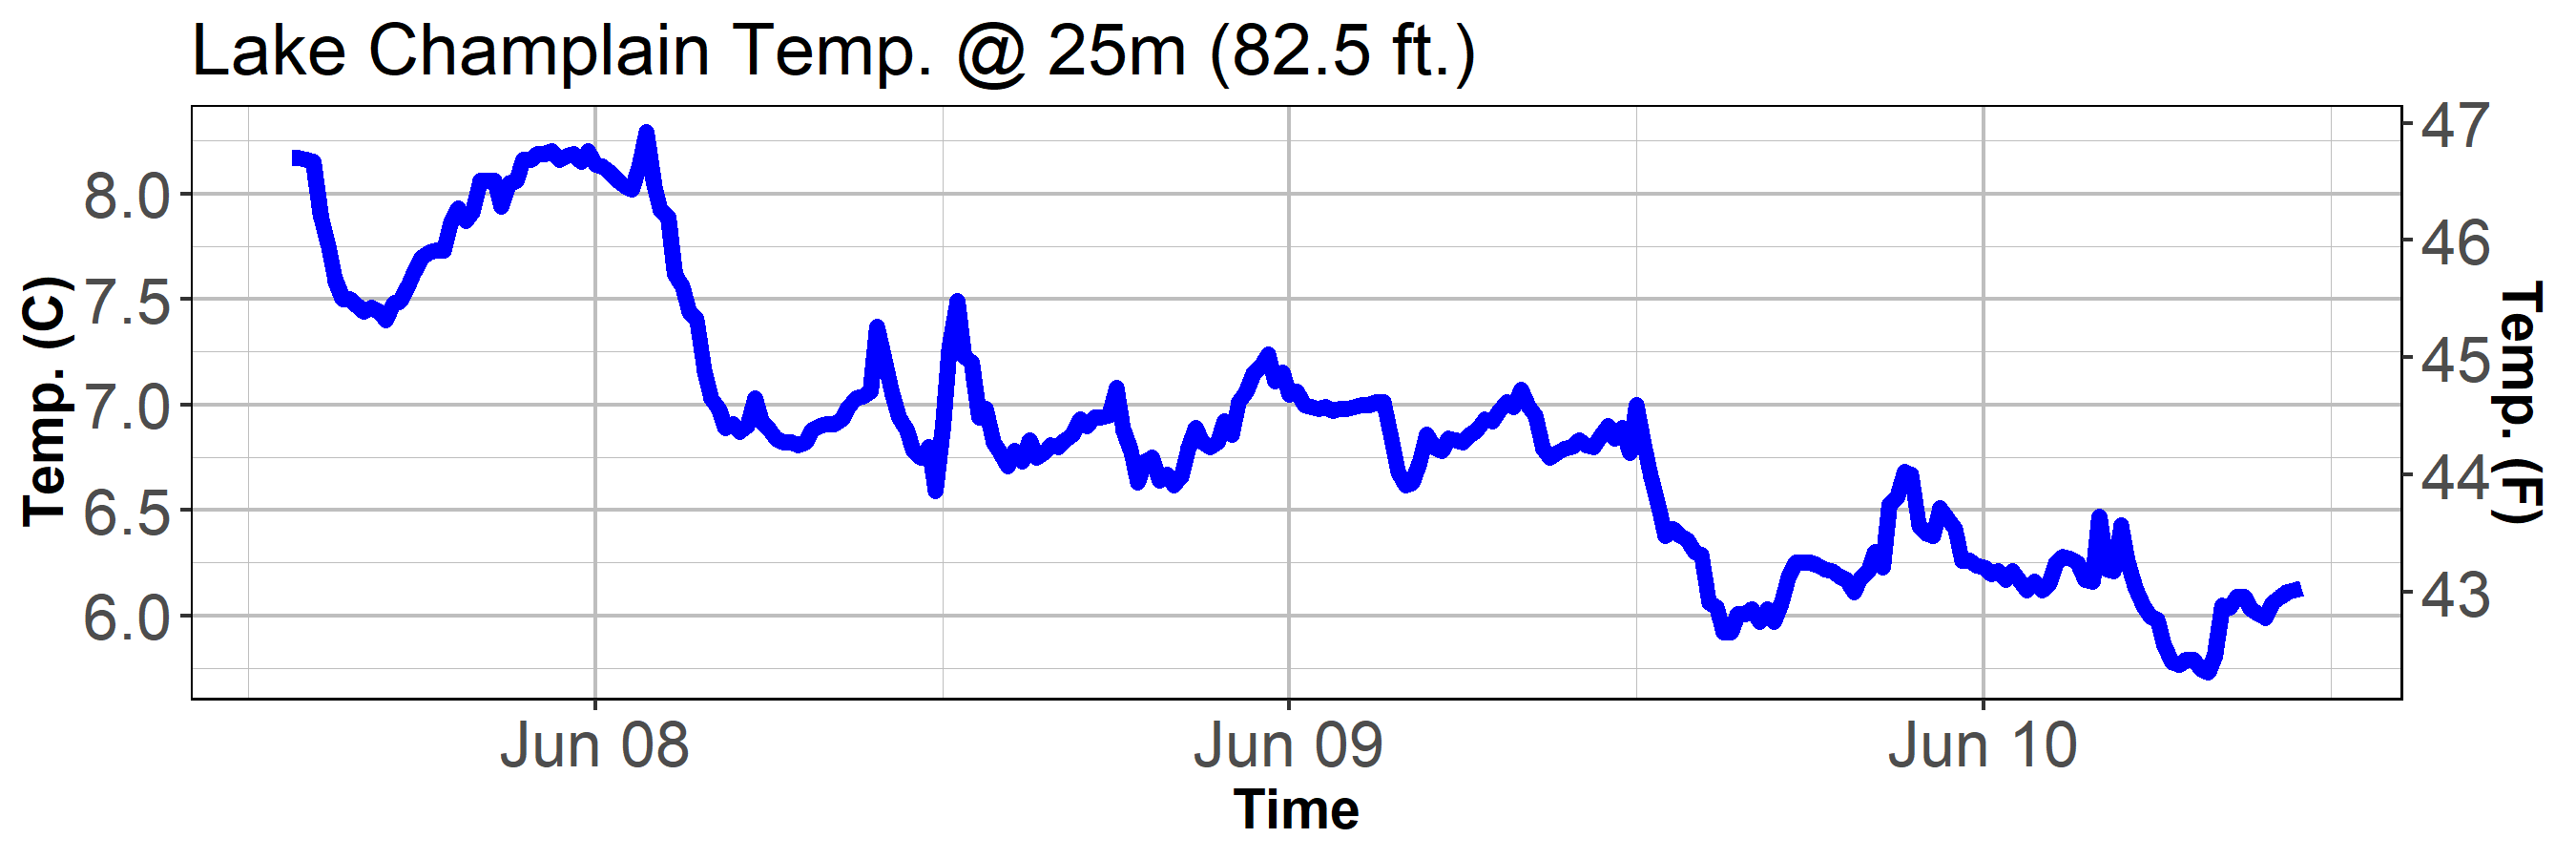 Lake Champlain Temp. @ 25m (82.5 ft.)
Temp. (C)
8.0
7.5
7.0
6.5
6.0
47
46
45
44
43
Temp. (F)
Jun 08 Jun 09 Jun 10
Time